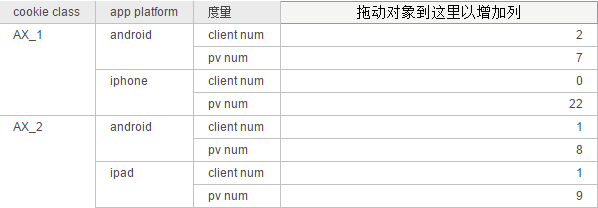 cookie class app platform 度量 拖动对象到这里以增加列
AX_1 android client num 2
pv num 7
iphone client num 0
pv num 22
AX_2 android client num 1
pv num 8
ipad client num 1
pv num 9